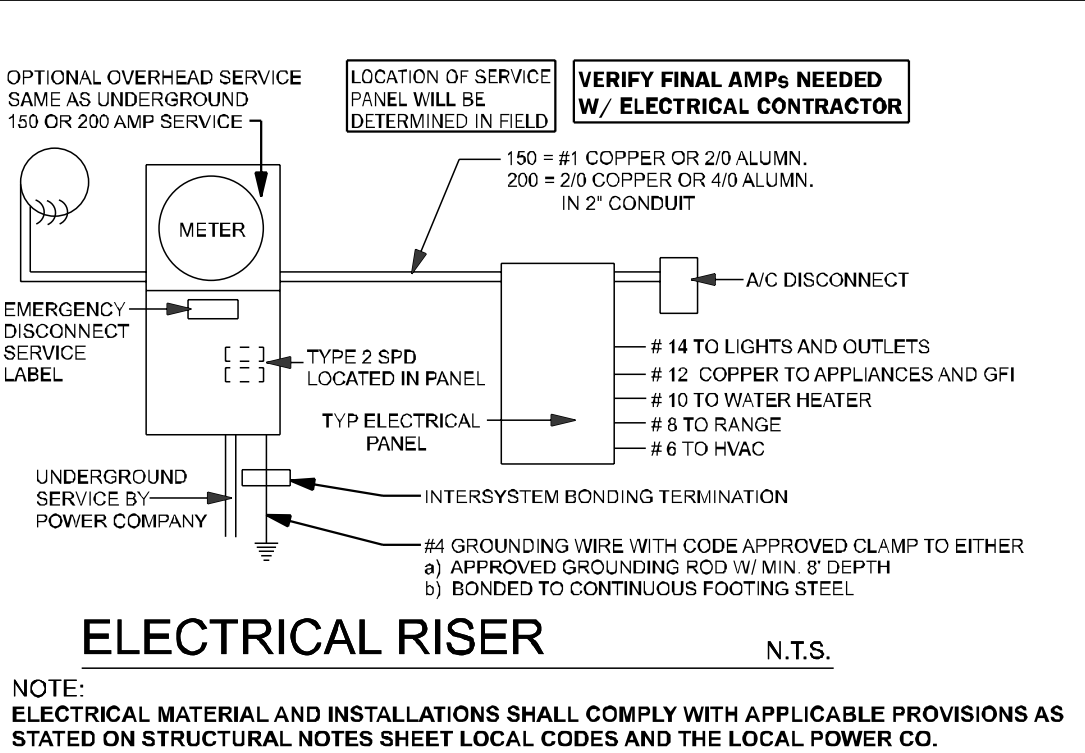 OPTIONAL OVERHEAD SERVICE
SAME AS UNDERGROUND
150 OR 200 AMP SERVICE
LOCATION OF SERVICE
PANEL WILL BE
DETERMINED IN FIELD
VERIFY FINAL AMPs NEEDED
W/ ELECTRICAL CONTRACTOR
150 = #1 COPPER OR 2/0 ALUMN.
200 = 2/0 COPPER OR 4/0 ALUMN.
IN 2" CONDUIT
METER
A/C DISCONNECT
EMERGENCY
DISCONNECT
SERVICE
LABEL
TYPE 2 SPD
LOCATED IN PANEL
TYP ELECTRICAL
PANEL
# 14 TO LIGHTS AND OUTLETS
# 12 COPPER TO APPLIANCES AND GFI
# 10 TO WATER HEATER
# 8 TO RANGE
# 6 TO HVAC
UNDERGROUND
SERVICE BY
POWER COMPANY
INTERSYSTEM BONDING TERMINATION
#4 GROUNDING WIRE WITH CODE APPROVED CLAMP TO EITHER
a) APPROVED GROUNDING ROD W/ MIN. 8' DEPTH
b) BONDED TO CONTINUOUS FOOTING STEEL
ELECTRICAL RISER
N.T.S.
NOTE:
ELECTRICAL MATERIAL AND INSTALLATIONS SHALL COMPLY WITH APPLICABLE PROVISIONS AS
STATED ON STRUCTURAL NOTES SHEET LOCAL CODES AND THE LOCAL POWER CO.